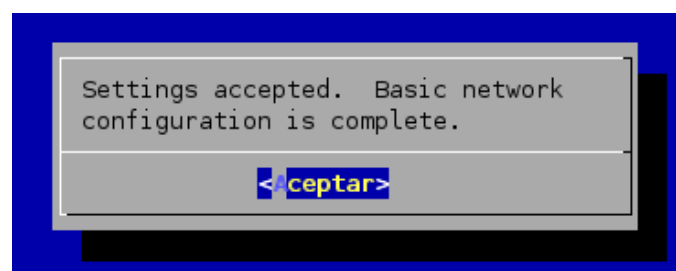 Settings accepted.  Basic network
configuration is complete.
<Aceptar>